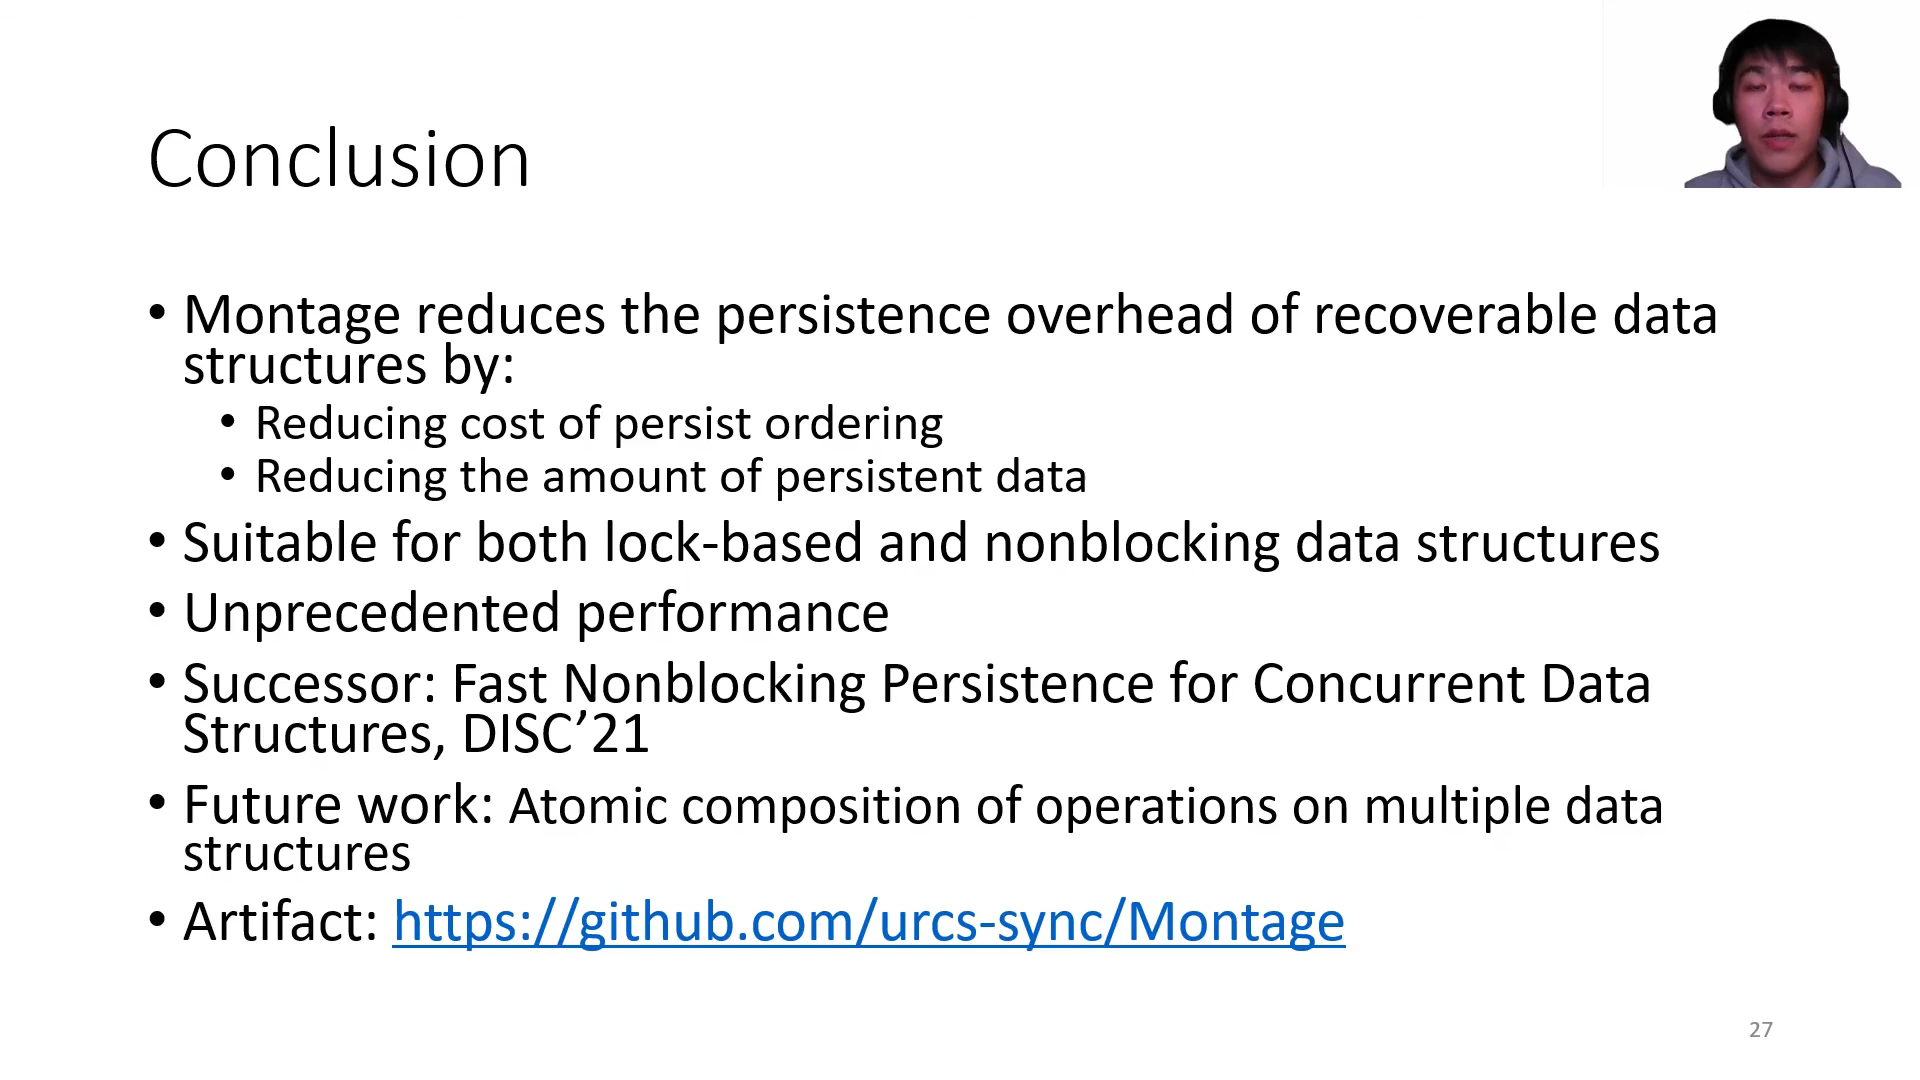 Conclusion
• Montage reduces the persistence overhead of recoverable data
structures by:
• Reducing cost of persist ordering
• Reducing the amount of persistent data
• Suitable for both lock-based and nonblocking data structures
• Unprecedented performance
• Successor: Fast Nonblocking Persistence for Concurrent Data
Structures, DISC’21
• Future work: Atomic composition of operations on multiple data
structures
• Artifact: https://github.com/urcs-sync/Montage
27